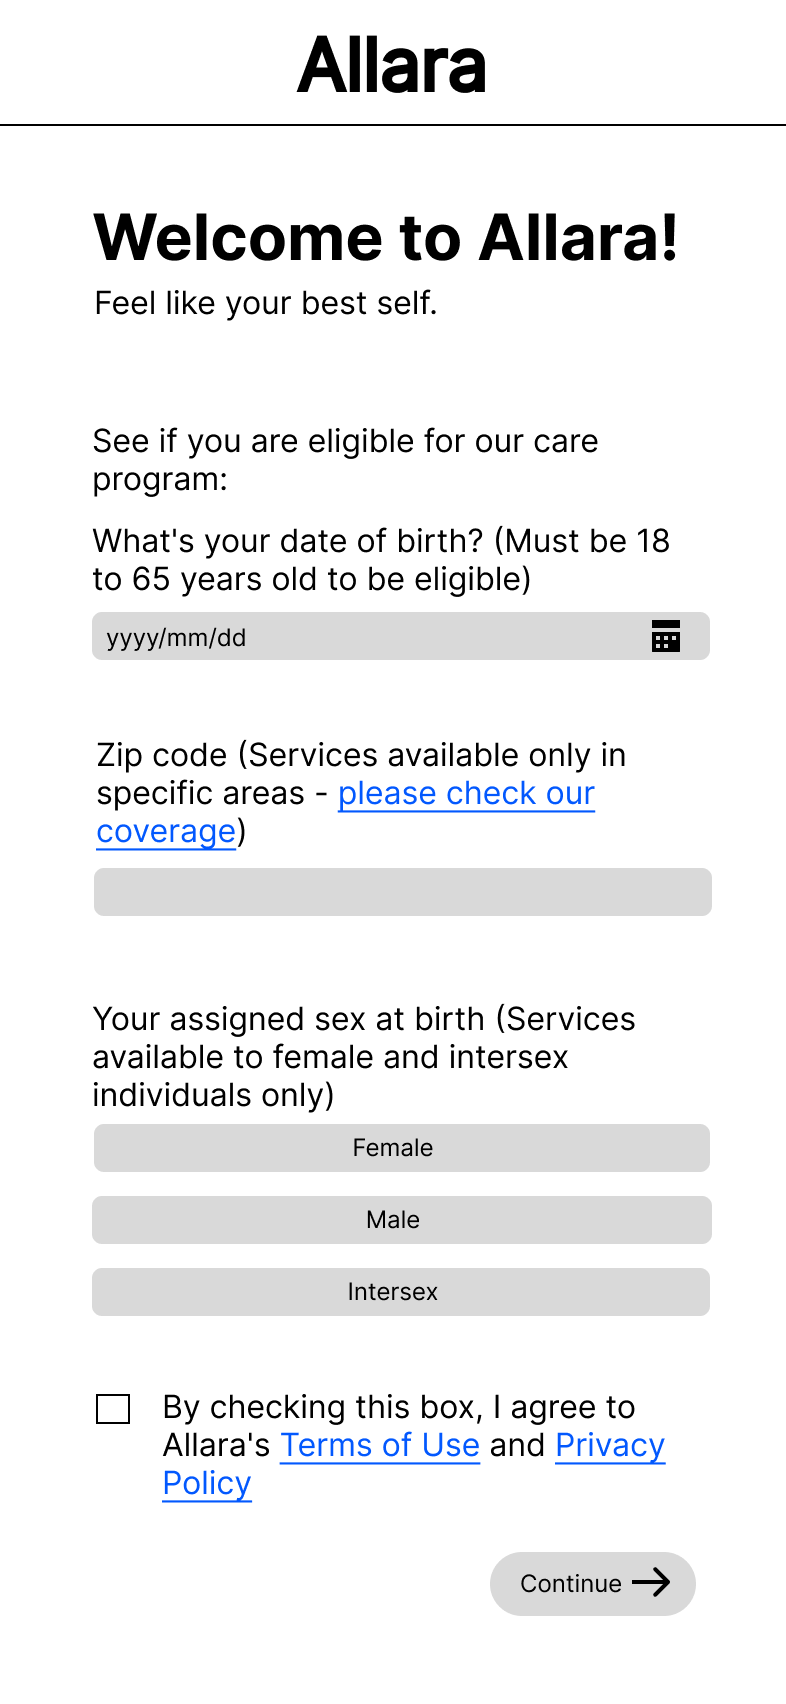 Allara
Welcome to Allara!
Feel like your best self.
See if you are eligible for our care
program:
What's your date of birth? (Must be 18
to 65 years old to be eligible)
yyyy/mm/dd
Zip code (Services available only in
specific areas - please check our
coverage)
Your assigned sex at birth (Services
available to female and intersex
individuals only)
Female
Male
Intersex
By checking this box, I agree to
Allara's Terms of Use and Privacy
Policy
Continue